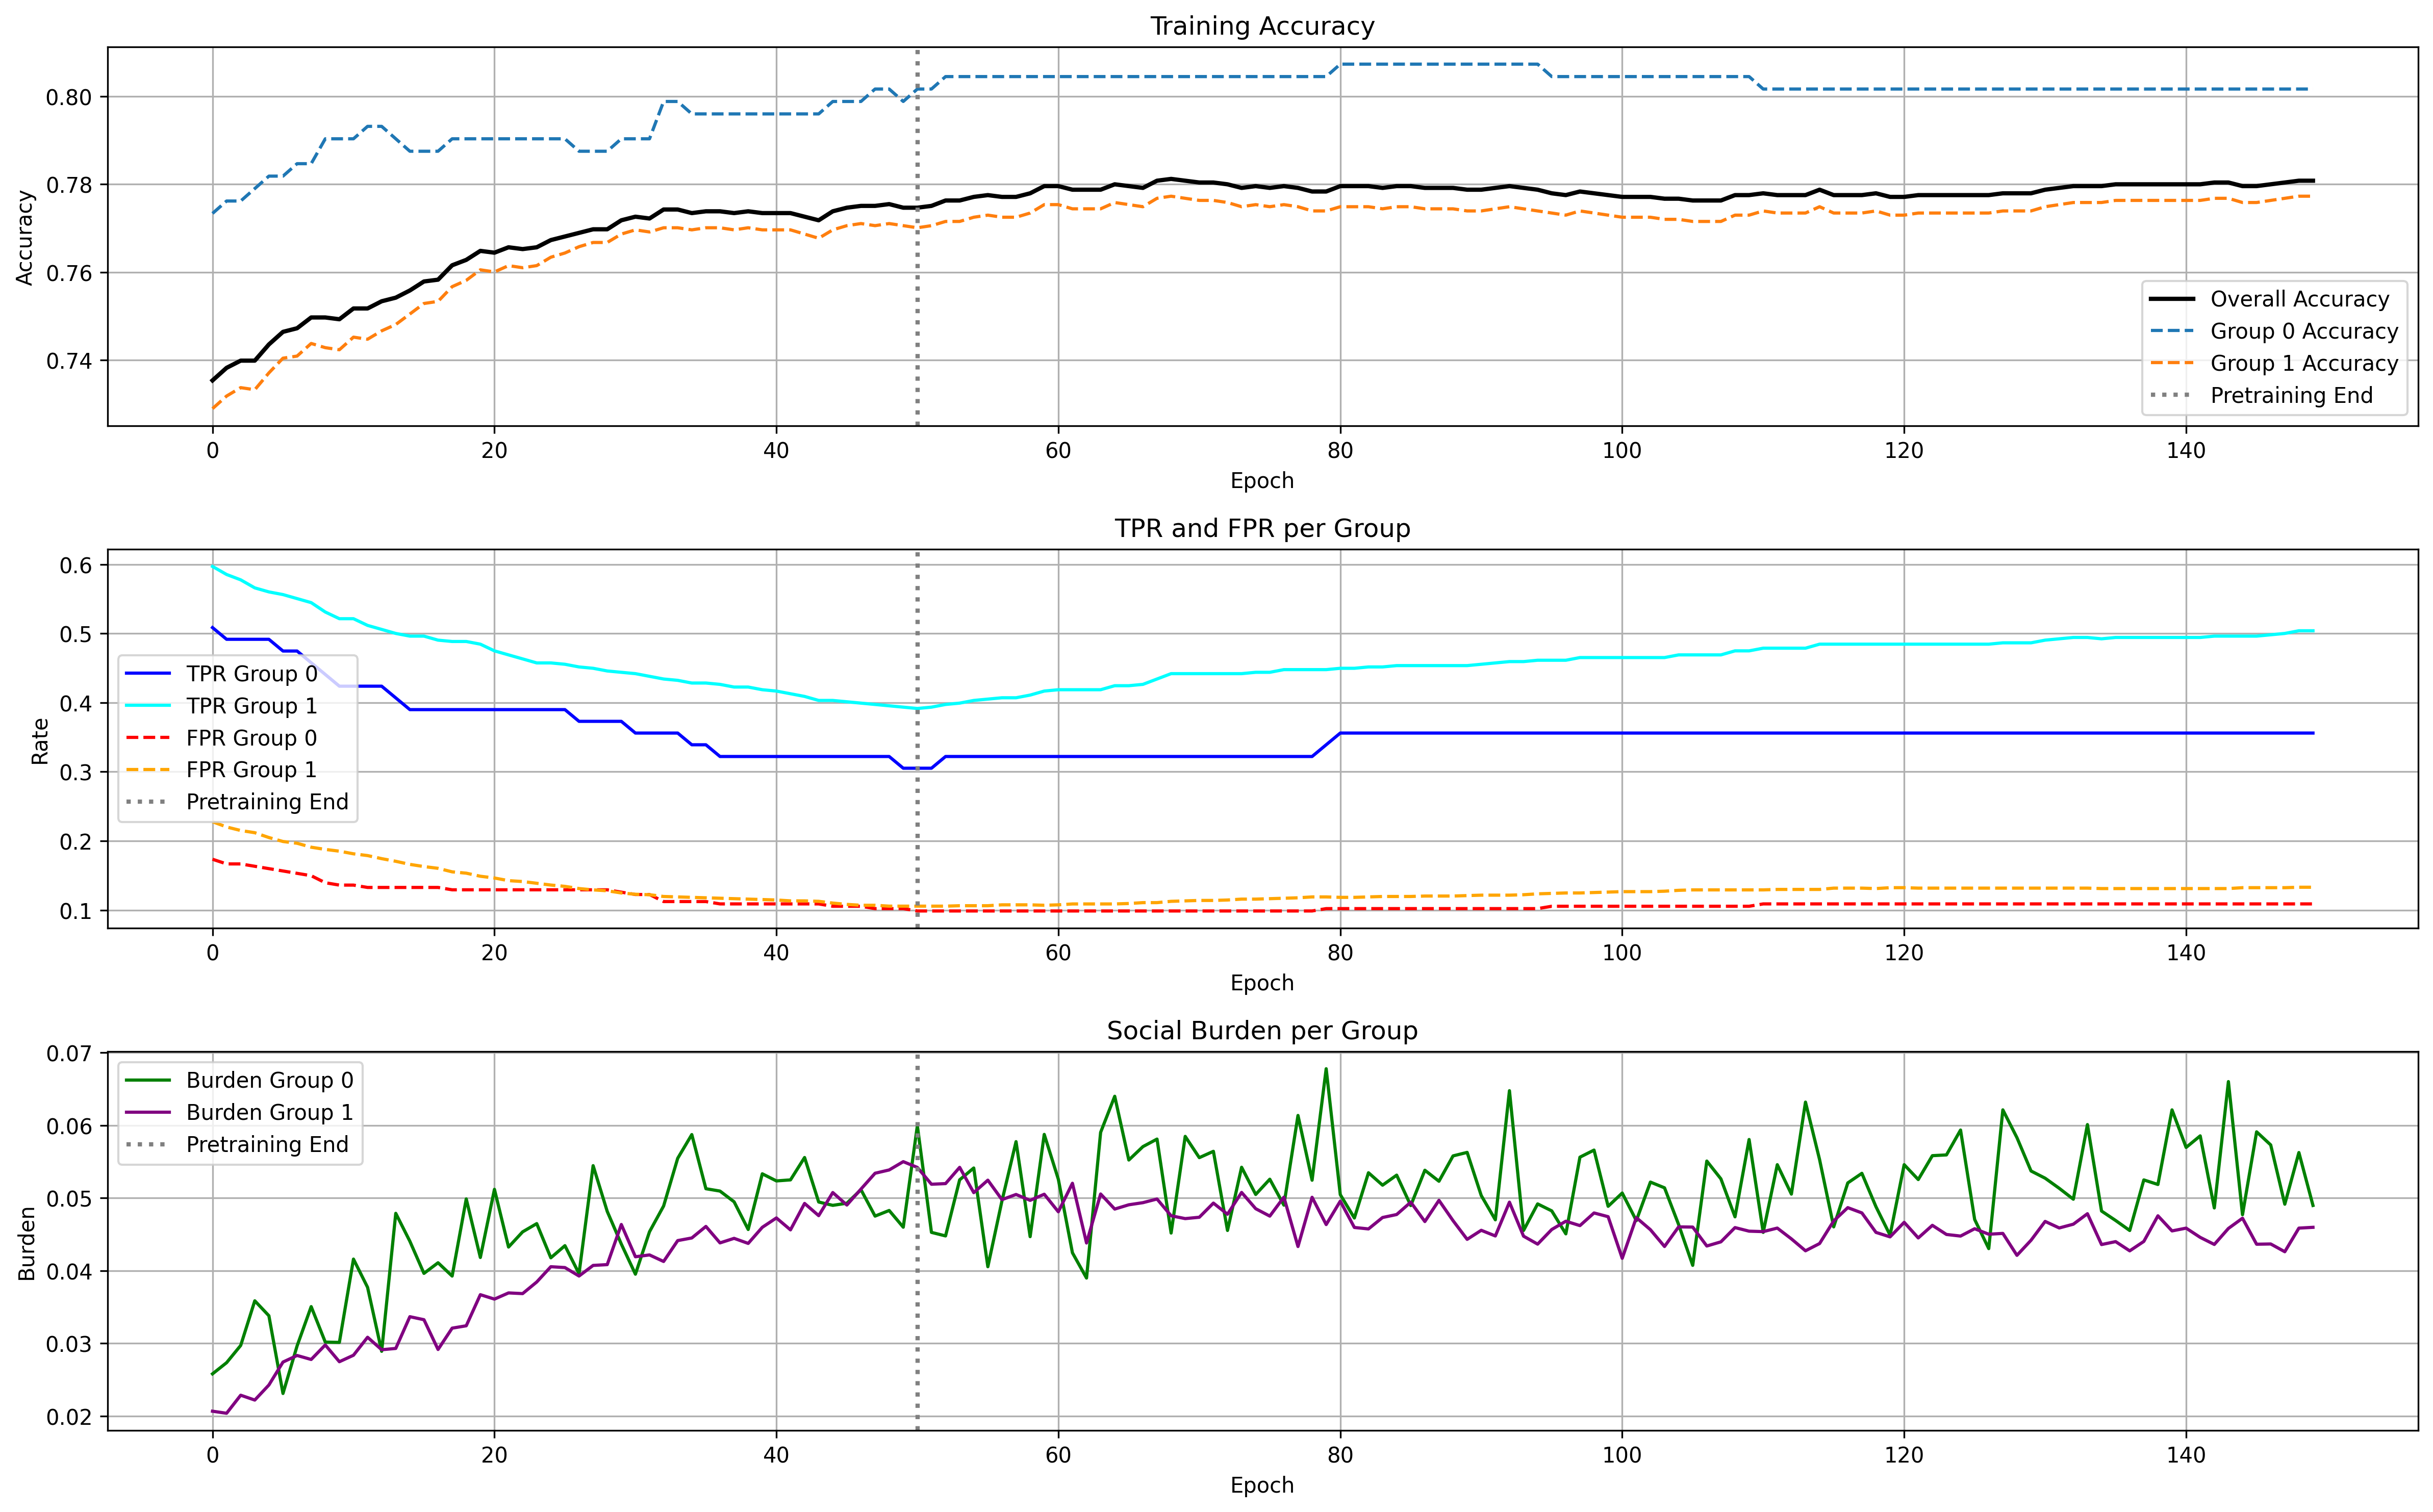 Training Accuracy
Accuracy
0.80
0.78
0.76
0.74
Overall Accuracy
Group 0 Accuracy
Group 1 Accuracy
Pretraining End
0 20 40 60 80 100 120 140
Epoch
TPR and FPR per Group
Rate
0.6
0.5
0.4
0.3
0.2
0.1
TPR Group 0
TPR Group 1
FPR Group 0
FPR Group 1
Pretraining End
0 20 40 60 80 100 120 140
Epoch
Social Burden per Group
Burden
0.07
0.06
0.05
0.04
0.03
0.02
Burden Group 0
Burden Group 1
Pretraining End
0 20 40 60 80 100 120 140
Epoch